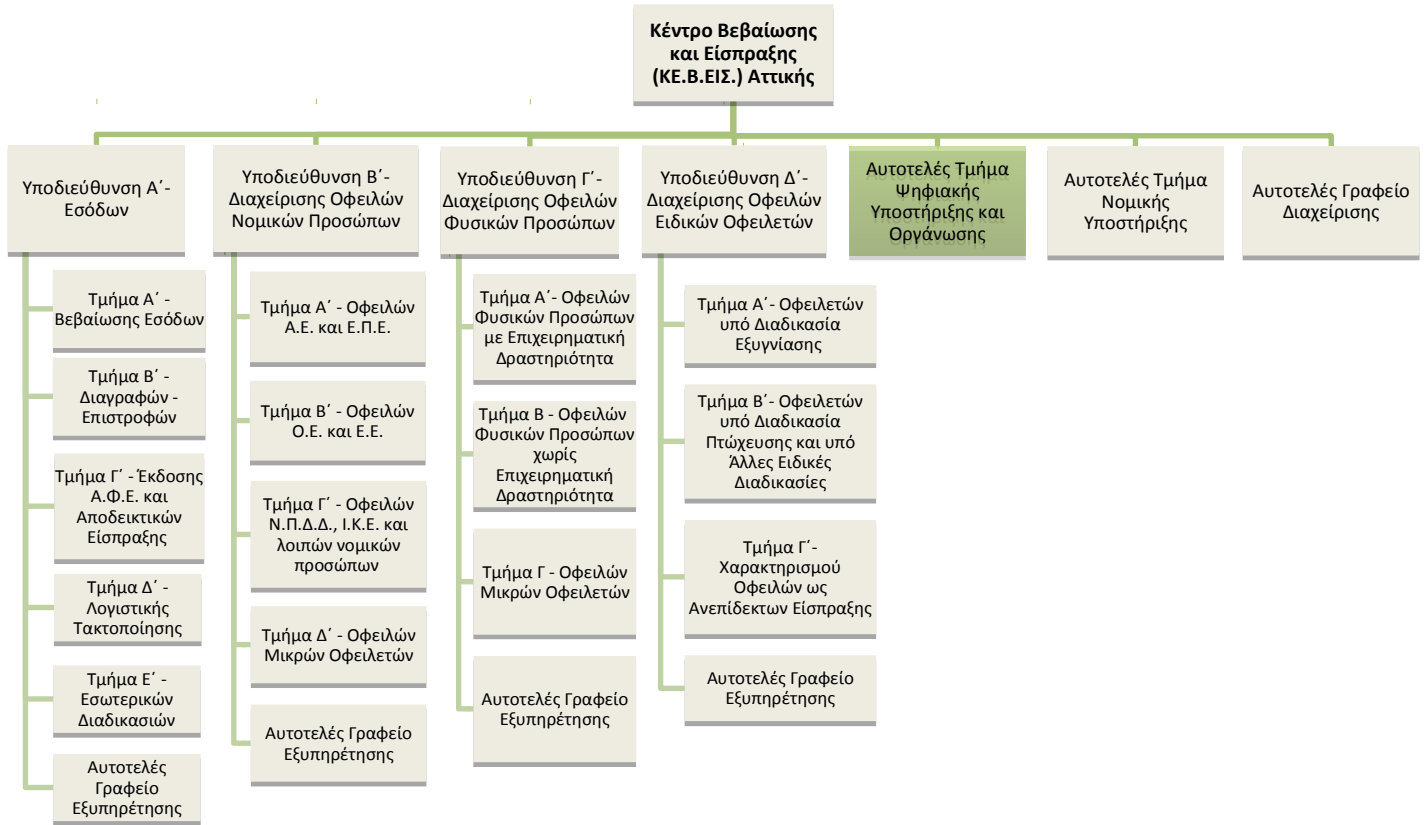 Κέντρο Βεβαίωσης
και Είσπραξης
(ΚΕ.Β.ΕΙΣ.) Αττικής
Υποδιεύθυνση Α΄-
Εσόδων
Τμήμα Α΄ -
Βεβαίωσης Εσόδων
Τμήμα Β΄ -
Διαγραφών -
Επιστροφών
Τμήμα Γ΄ - Έκδοσης
Α.Φ.Ε. και
Αποδεικτικών
Είσπραξης
Τμήμα Δ΄ -
Λογιστικής
Τακτοποίησης
Τμήμα Ε΄ -
Εσωτερικών
Διαδικασιών
Αυτοτελές
Γραφείο
Εξυπηρέτησης
Υποδιεύθυνση Β΄-
Διαχείρισης Οφειλών
Νομικών Προσώπων
Τμήμα Α΄ - Οφειλών
Α.Ε. και Ε.Π.Ε.
Τμήμα Β΄ - Οφειλών
Ο.Ε. και Ε.Ε.
Τμήμα Γ΄ - Οφειλών
Ν.Π.Δ.Δ., Ι.Κ.Ε. και
λοιπών νομικών
προσώπων
Τμήμα Δ΄ - Οφειλών
Μικρών Οφειλετών
Αυτοτελές Γραφείο
Εξυπηρέτησης
Υποδιεύθυνση Γ΄-
Διαχείρισης Οφειλών
Φυσικών Προσώπων
Τμήμα Α΄- Οφειλών
Φυσικών Προσώπων
με Επιχειρηματική
Δραστηριότητα
Τμήμα Β - Οφειλών
Φυσικών Προσώπων
χωρίς
Επιχειρηματική
Δραστηριότητα
Τμήμα Γ - Οφειλών
Μικρών Οφειλετών
Αυτοτελές Γραφείο
Εξυπηρέτησης
Υποδιεύθυνση Δ΄-
Διαχείρισης Οφειλών
Ειδικών Οφειλετών
Τμήμα Α΄- Οφειλετών
υπό Διαδικασία
Εξυγνίασης
Τμήμα Β΄- Οφειλετών
υπό Διαδικασία
Πτώχευσης και υπό
Άλλες Ειδικές
Διαδικασίες
Τμήμα Γ΄-
Χαρακτηρισμού
Οφειλών ως
Ανεπίδεκτων Είσπραξης
Αυτοτελές Γραφείο
Εξυπηρέτησης
Αυτοτελές Τμήμα
Ψηφιακής
Υποστήριξης και
Οργάνωσης
Αυτοτελές Τμήμα
Νομικής
Υποστήριξης
Αυτοτελές Γραφείο
Διαχείρισης